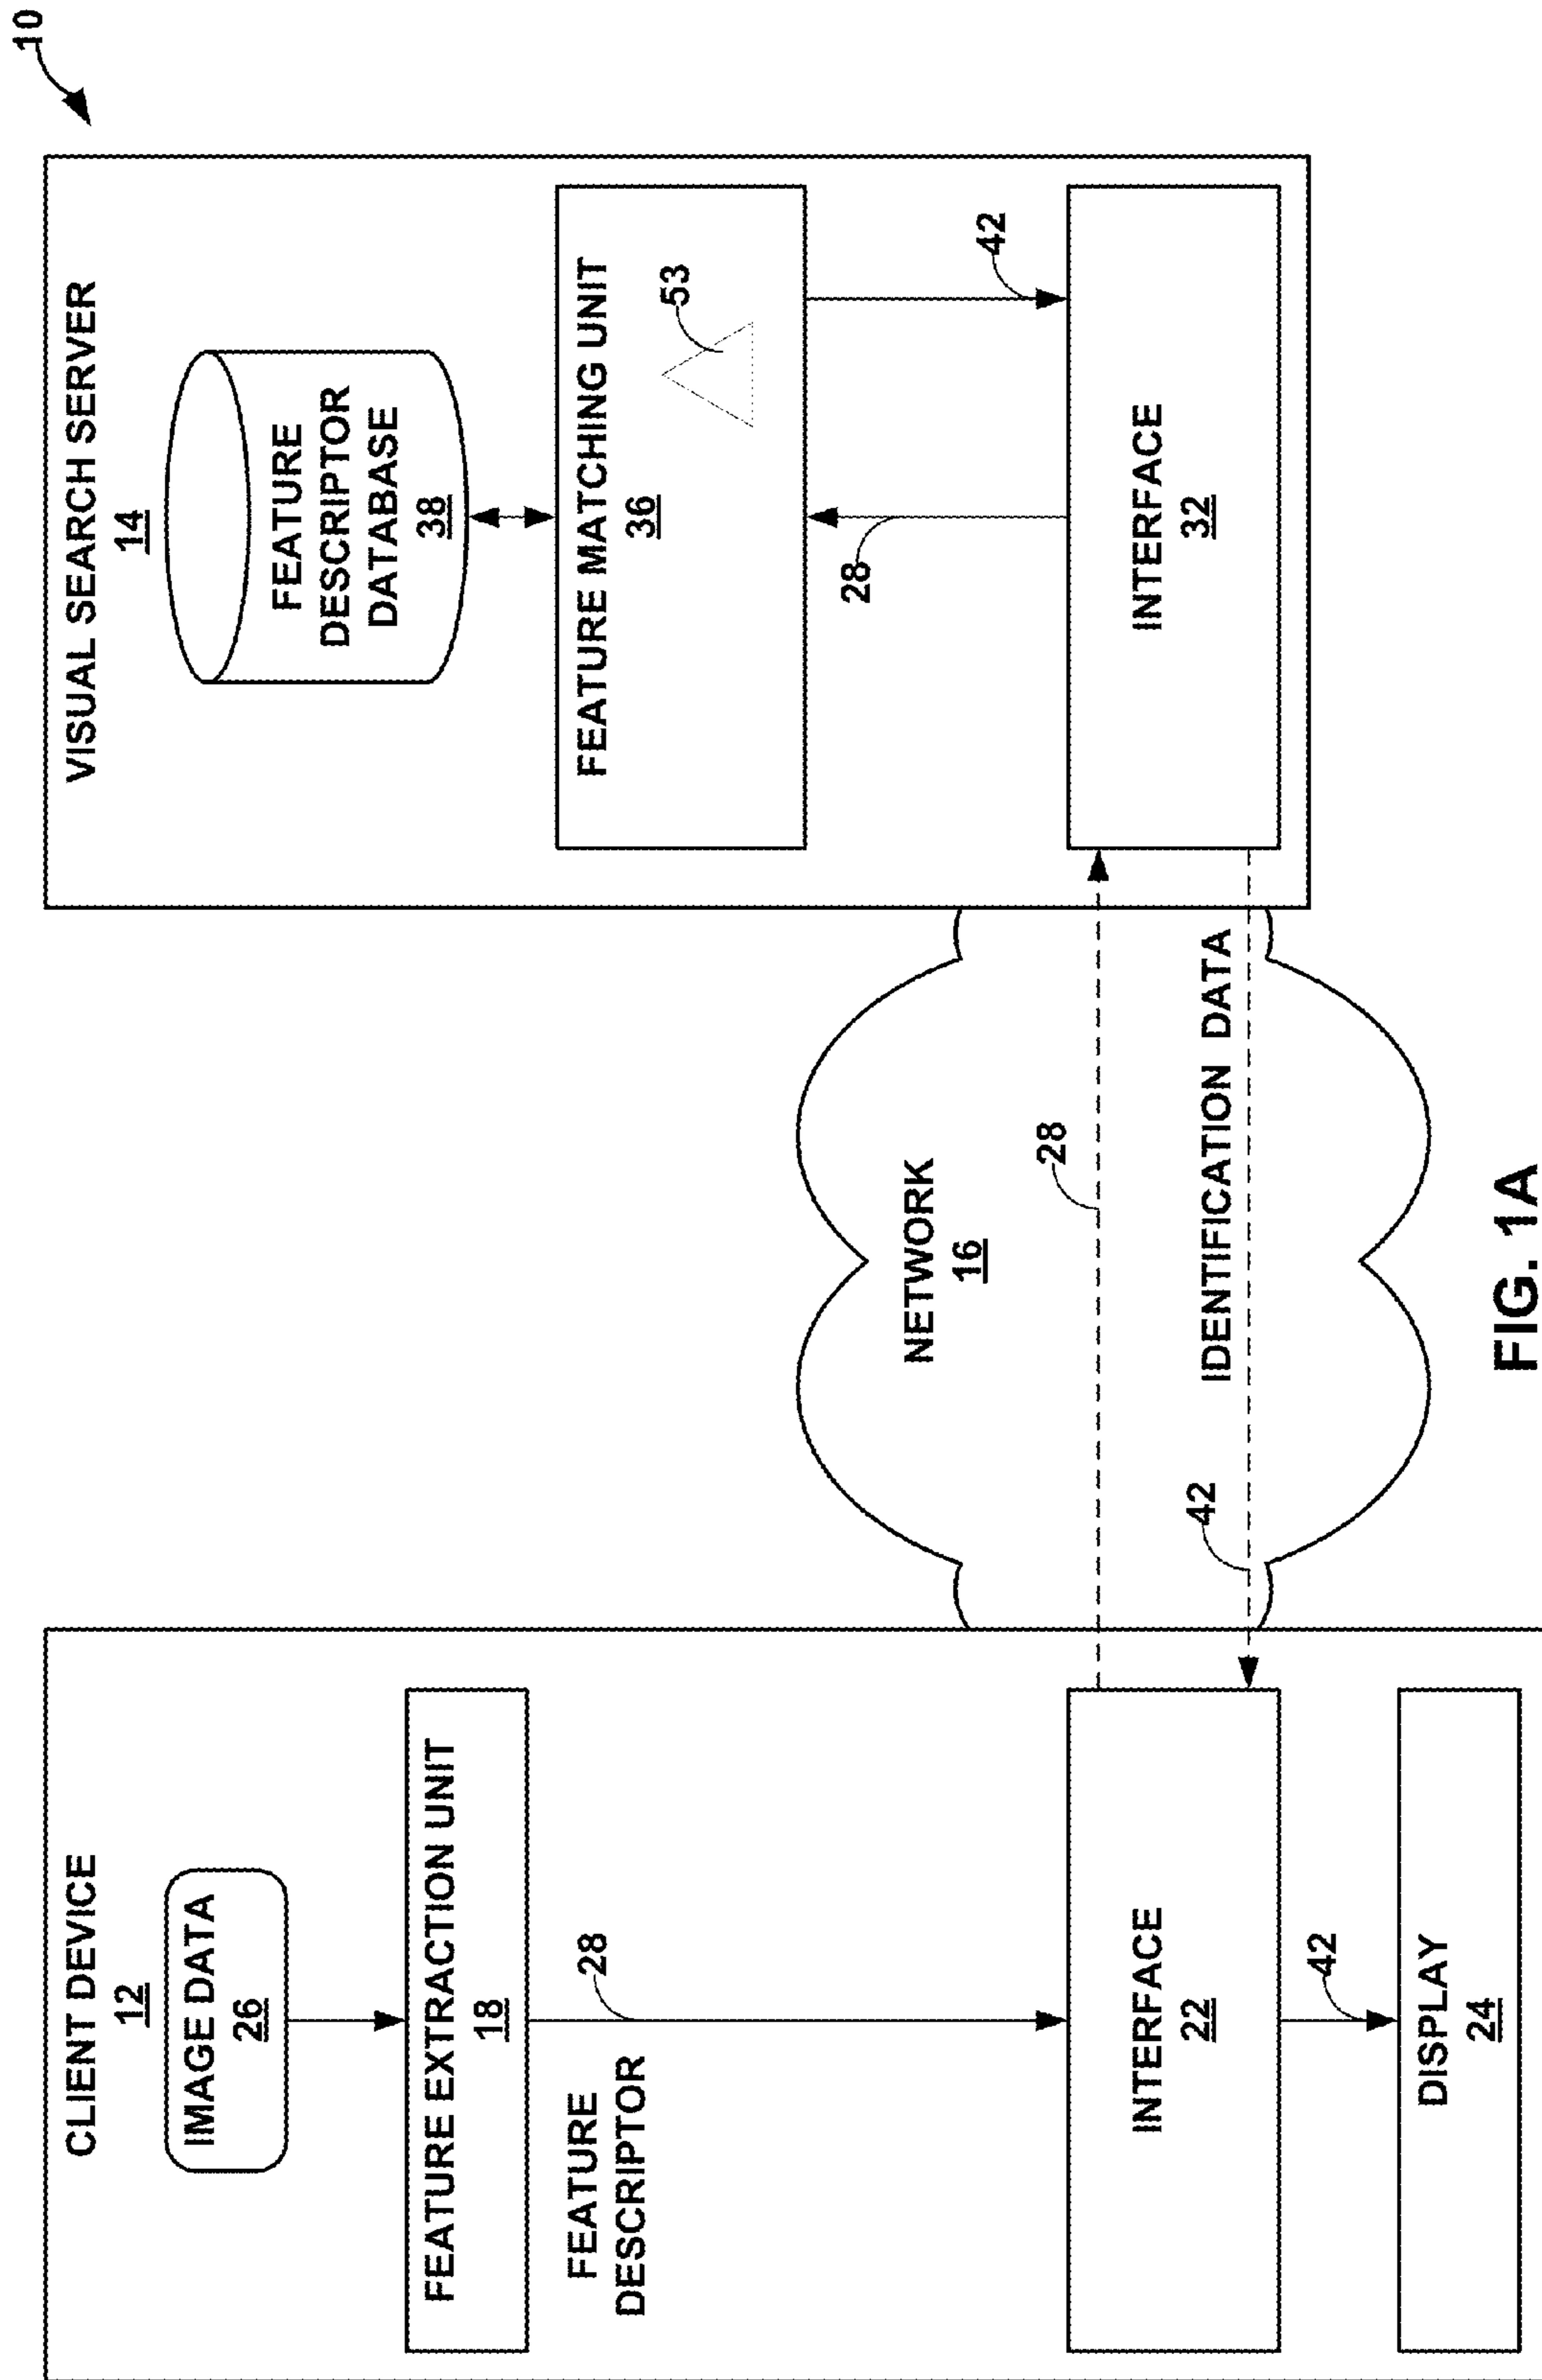 10
CLIENT DEVICE
12
IMAGE DATA
26
FEATURE EXTRACTION UNIT
18
28
FEATURE
DESCRIPTOR
INTERFACE
22
42
DISPLAY
24
NETWORK
16
28
IDENTIFICATION DATA
42
VISUAL SEARCH SERVER
14
FEATURE
DESCRIPTOR
DATABASE
38
FEATURE MATCHING UNIT
36
53
28
42
INTERFACE
32
FIG. 1A